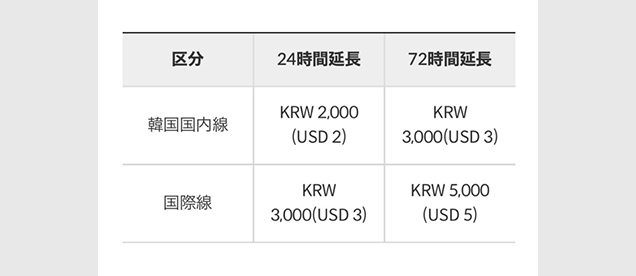 区分 24時間延長 72時間延長
韓国国内線 KRW 2,000 (USD 2) KRW 3,000(USD 3)
国際線 KRW 3,000(USD 3) KRW 5,000 (USD 5)